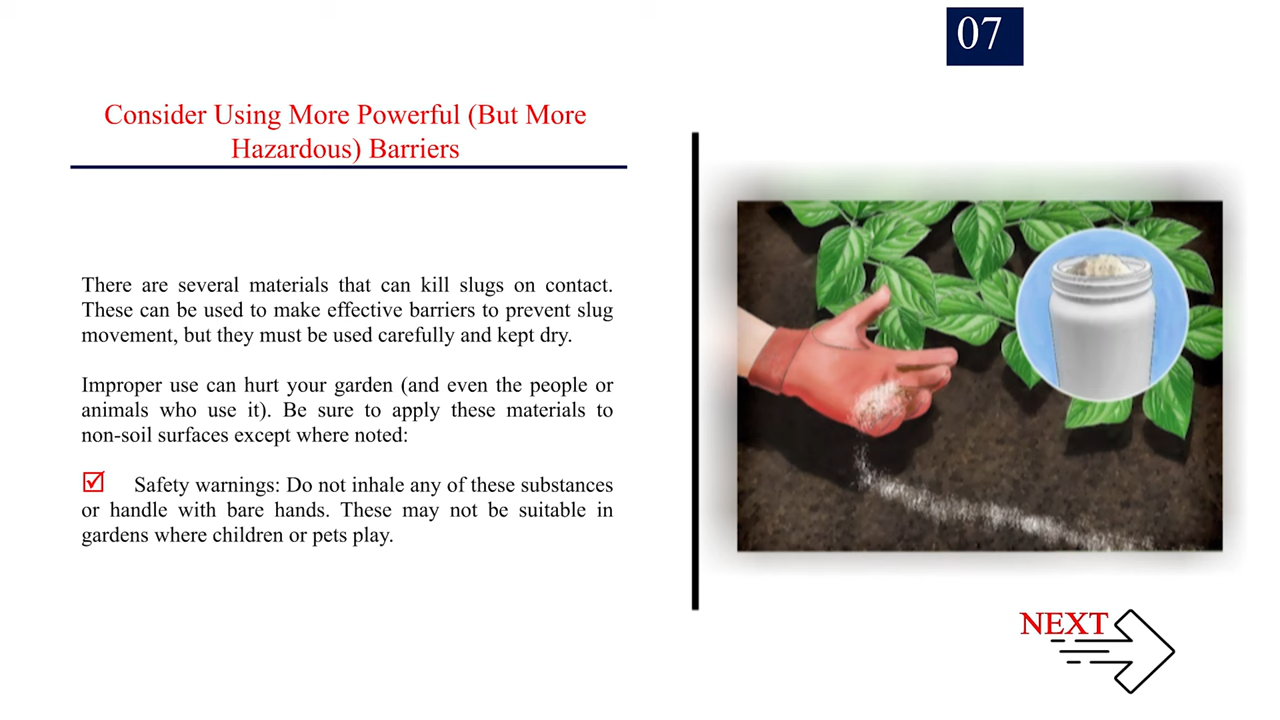 07
Consider Using More Powerful (But More
Hazardous) Barriers
There are several materials that can kill slugs on contact.
These can be used to make effective barriers to prevent slug
movement, but they must be used carefully and kept dry.
Improper use can hurt your garden (and even the people or
animals who use it). Be sure to apply these materials to
non-soil surfaces except where noted:
Safety warnings: Do not inhale any of these substances
or handle with bare hands. These may not be suitable in
gardens where children or pets play.
NEXT